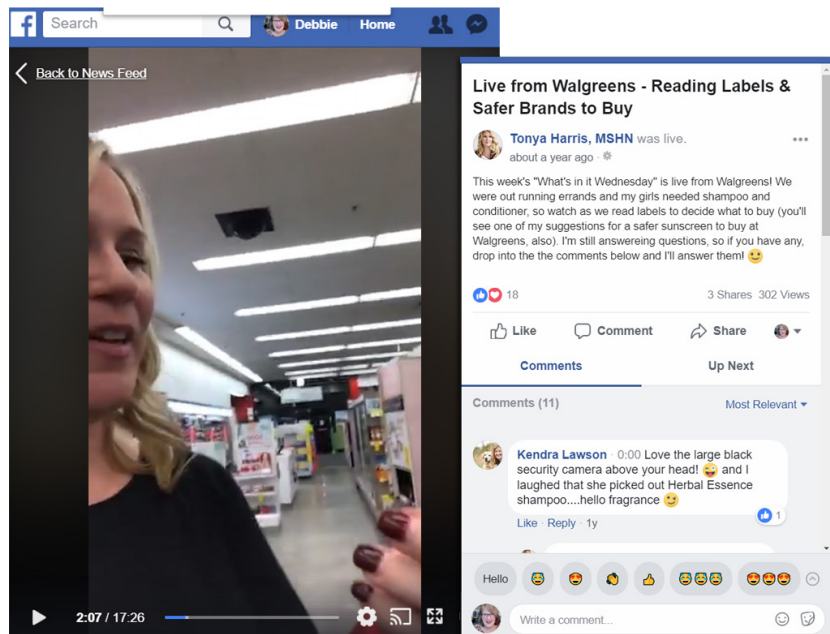 f Search Debbie Home
Back to News Feed
Live from Walgreens - Reading Labels &
Safer Brands to Buy
Tonya Harris, MSHN was live.
about a year ago ·
This week's "What's in it Wednesday" is live from Walgreens! We
were out running errands and my girls needed shampoo and
conditioner, so watch as we read labels to decide what to buy (you'll
see one of my suggestions for a safer sunscreen to buy at
Walgreens, also). I'm still answereing questions, so if you have any,
drop into the the comments below and I'll answer them! 😉
18 3 Shares 302 Views
Like Comment Share
Comments Up Next
Comments (11) Most Relevant
Kendra Lawson · 0:00 Love the large black
security camera above your head! 😜 and I
laughed that she picked out Herbal Essence
shampoo....hello fragrance 😉
1
Like · Reply · 1y
Hello
2:07 / 17:26
Write a comment...